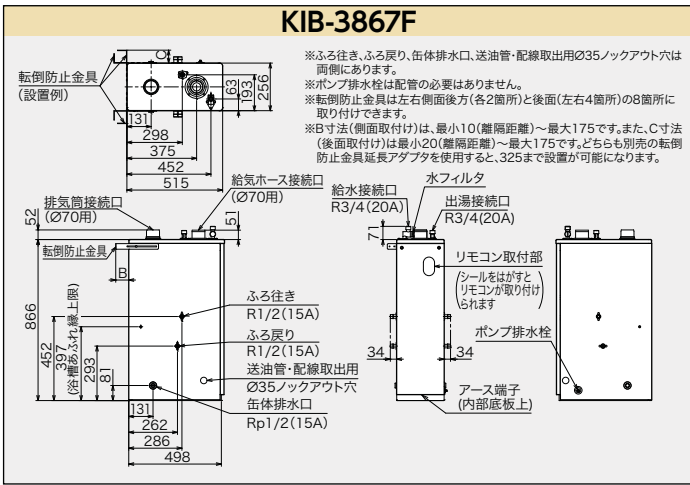 KIB-3867F
※ふろ往き、ふろ戻り、缶体排水口、送油管・配線取出用Ø35ノックアウト穴は
両側にあります。
※ポンプ排水栓は配管の必要はありません。
※転倒防止金具は左右側面後方(各2箇所)と後面(左右4箇所)の8箇所に
取り付けできます。
※B寸法(側面取付け)は、最小10(離隔距離)～最大175です。また、C寸法
(後面取付け)は最小20(離隔距離)～最大175です。どちらも別売の転倒
防止金具延長アダプタを使用すると、325まで設置が可能になります。
転倒防止金具
(設置例)
C
63
193
256
131
298
375
452
515
排気筒接続口
(Ø70用)
給気ホース接続口
(Ø70用)
52
51
転倒防止金具
B
866
452
397
(浴槽あふれ縁上限)
293
81
131
262
286
498
ふろ往き
R1/2(15A)
ふろ戻り
R1/2(15A)
送油管・配線取出用
Ø35ノックアウト穴
缶体排水口
Rp1/2(15A)
給水接続口
R3/4(20A)
水フィルタ
出湯接続口
R3/4(20A)
71
リモコン取付部
(シールをはがすと
リモコンが取り付け
られます)
34
34
ポンプ排水栓
アース端子
(内部底板上)